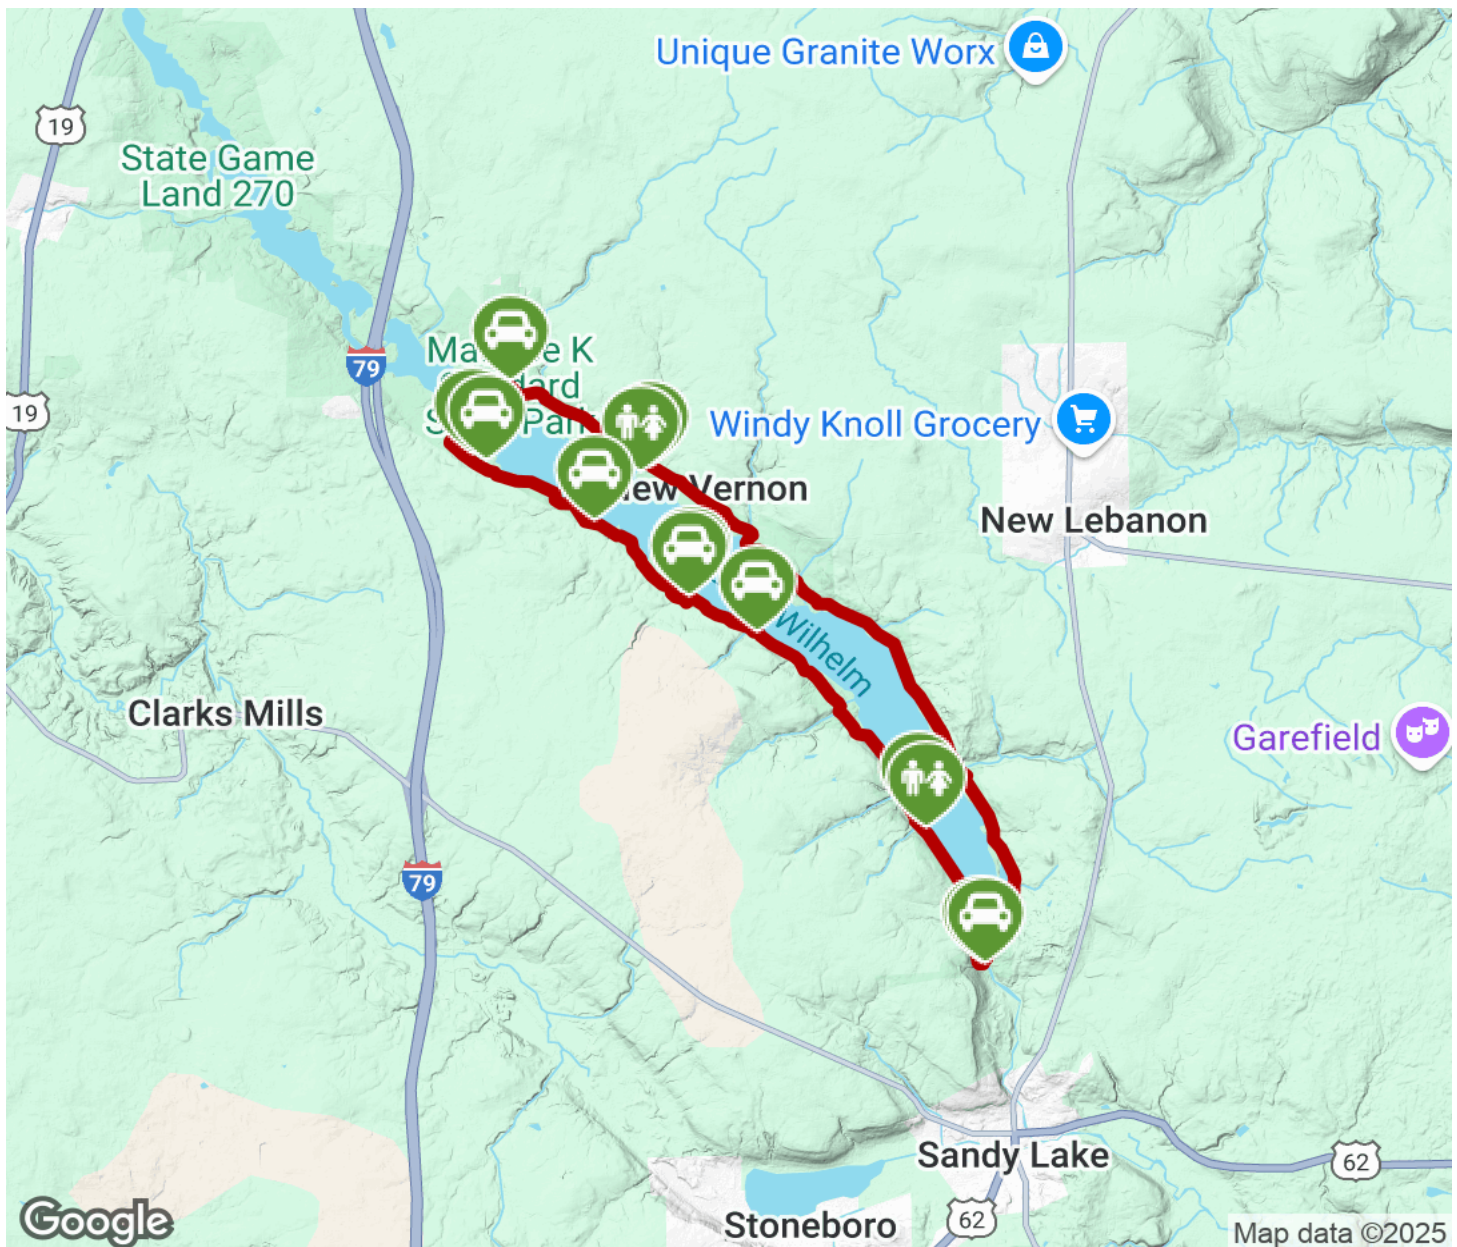 Unique Granite Worx
19
State Game
Land 270
79
Park
19
Windy Knoll Grocery
Vernon
New Lebanon
Wilhelm
Clarks Mills
Garefield
79
Sandy Lake
62
Stoneboro
62
Google
Map data ©2025